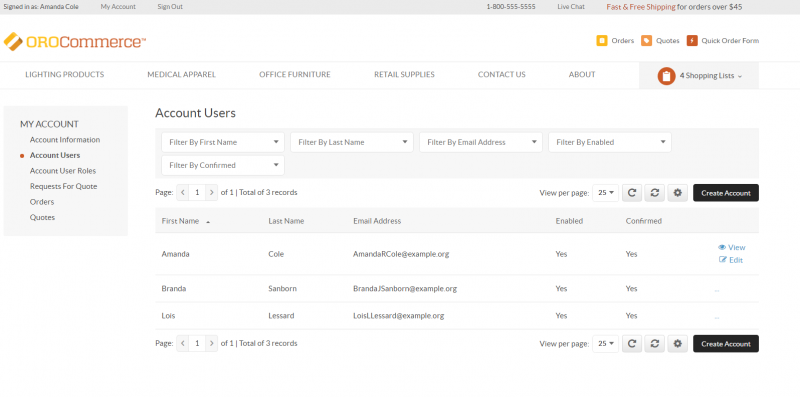 Signed in as: Amanda Cole My Account Sign Out 1-800-555-5555 Live Chat Fast & Free Shipping for orders over $45
OROCommerce™ Orders Quotes Quick Order Form
LIGHTING PRODUCTS MEDICAL APPAREL OFFICE FURNITURE RETAIL SUPPLIES CONTACT US ABOUT 4 Shopping Lists
MY ACCOUNT
Account Information
Account Users
Account User Roles
Requests For Quote
Orders
Quotes
Account Users
Filter By First Name Filter By Last Name Filter By Email Address Filter By Enabled
Filter By Confirmed
Page: < 1 > of 1 | Total of 3 records View per page: 25 Create Account
First Name Last Name Email Address Enabled Confirmed
Amanda Cole AmandaRCole@example.org Yes Yes View
Edit
Branda Sanborn BrandaJSanborn@example.org Yes Yes ...
Lois Lessard LoisLLessard@example.org Yes Yes ...
Page: < 1 > of 1 | Total of 3 records View per page: 25 Create Account